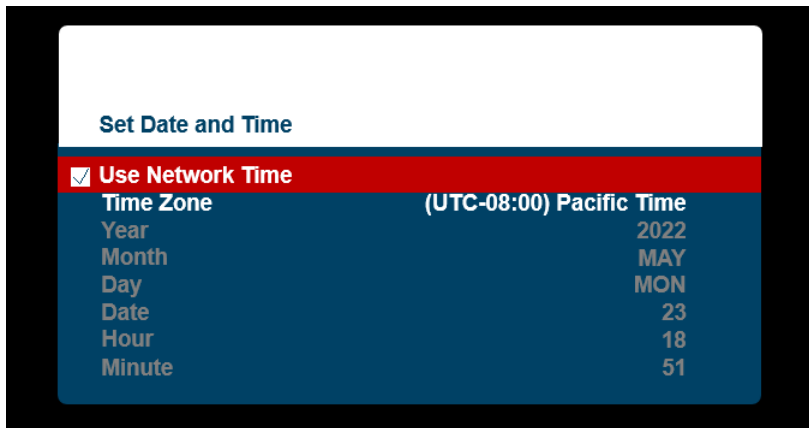 Set Date and Time
Use Network Time
Time Zone (UTC-08:00) Pacific Time
Year 2022
Month MAY
Day MON
Date 23
Hour 18
Minute 51